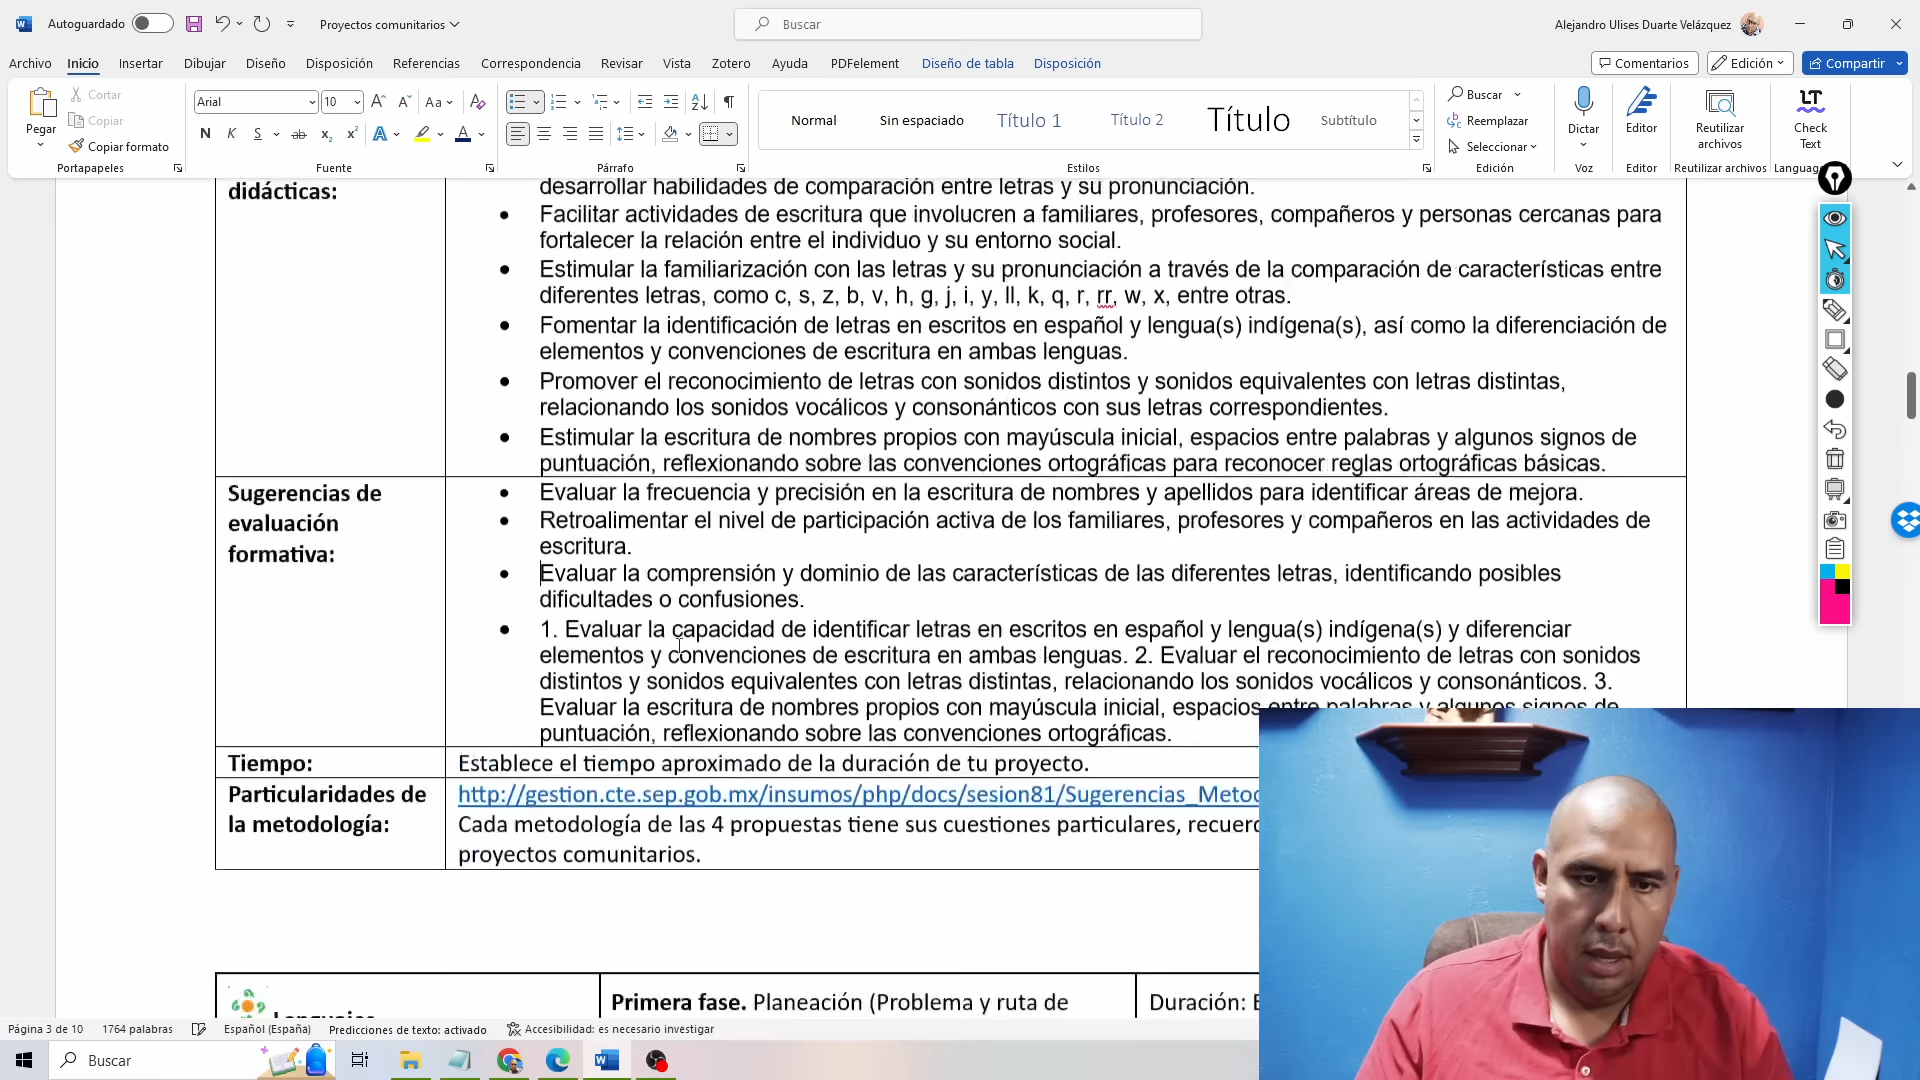 Autoguardado
Proyectos comunitarios
Buscar
Alejandro Ulises Duarte Velázquez
Archivo Inicio Insertar Dibujar Diseño Disposición Referencias Correspondencia Revisar Vista Zotero Ayuda PDFelement Diseño de tabla Disposición
Comentarios Edición Compartir
Pegar
Cortar
Copiar
Copiar formato
Portapapeles
Arial 10
Fuente
Párrafo
Normal Sin espaciado Título 1 Título 2 Título Subtítulo
Estilos
Buscar
Reemplazar
Seleccionar
Edición
Dictar
Voz
Editor
Editor
Reutilizar archivos
Reutilizar archivos
Check Text
Languag
didácticas:
desarrollar habilidades de comparación entre letras y su pronunciación.
Facilitar actividades de escritura que involucren a familiares, profesores, compañeros y personas cercanas para
fortalecer la relación entre el individuo y su entorno social.
Estimular la familiarización con las letras y su pronunciación a través de la comparación de características entre
diferentes letras, como c, s, z, b, v, h, g, j, i, y, ll, k, q, r, rr, w, x, entre otras.
Fomentar la identificación de letras en escritos en español y lengua(s) indígena(s), así como la diferenciación de
elementos y convenciones de escritura en ambas lenguas.
Promover el reconocimiento de letras con sonidos distintos y sonidos equivalentes con letras distintas,
relacionando los sonidos vocálicos y consonánticos con sus letras correspondientes.
Estimular la escritura de nombres propios con mayúscula inicial, espacios entre palabras y algunos signos de
puntuación, reflexionando sobre las convenciones ortográficas para reconocer reglas ortográficas básicas.
Sugerencias de
evaluación
formativa:
Evaluar la frecuencia y precisión en la escritura de nombres y apellidos para identificar áreas de mejora.
Retroalimentar el nivel de participación activa de los familiares, profesores y compañeros en las actividades de
escritura.
Evaluar la comprensión y dominio de las características de las diferentes letras, identificando posibles
dificultades o confusiones.
1. Evaluar la capacidad de identificar letras en escritos en español y lengua(s) indígena(s) y diferenciar
elementos y convenciones de escritura en ambas lenguas. 2. Evaluar el reconocimiento de letras con sonidos
distintos y sonidos equivalentes con letras distintas, relacionando los sonidos vocálicos y consonánticos. 3.
Evaluar la escritura de nombres propios con mayúscula inicial, espacios entre palabras y algunos signos de
puntuación, reflexionando sobre las convenciones ortográficas.
Tiempo:
Establece el tiempo aproximado de la duración de tu proyecto.
Particularidades de
la metodología:
http://gestion.cte.sep.gob.mx/insumos/php/docs/sesion81/Sugerencias_Metoc
Cada metodología de las 4 propuestas tiene sus cuestiones particulares, recuerc
proyectos comunitarios.
Lenguajes
Primera fase. Planeación (Problema y ruta de
Duración: E
Página 3 de 10 1764 palabras Español (España) Predicciones de texto: activado Accesibilidad: es necesario investigar
Buscar